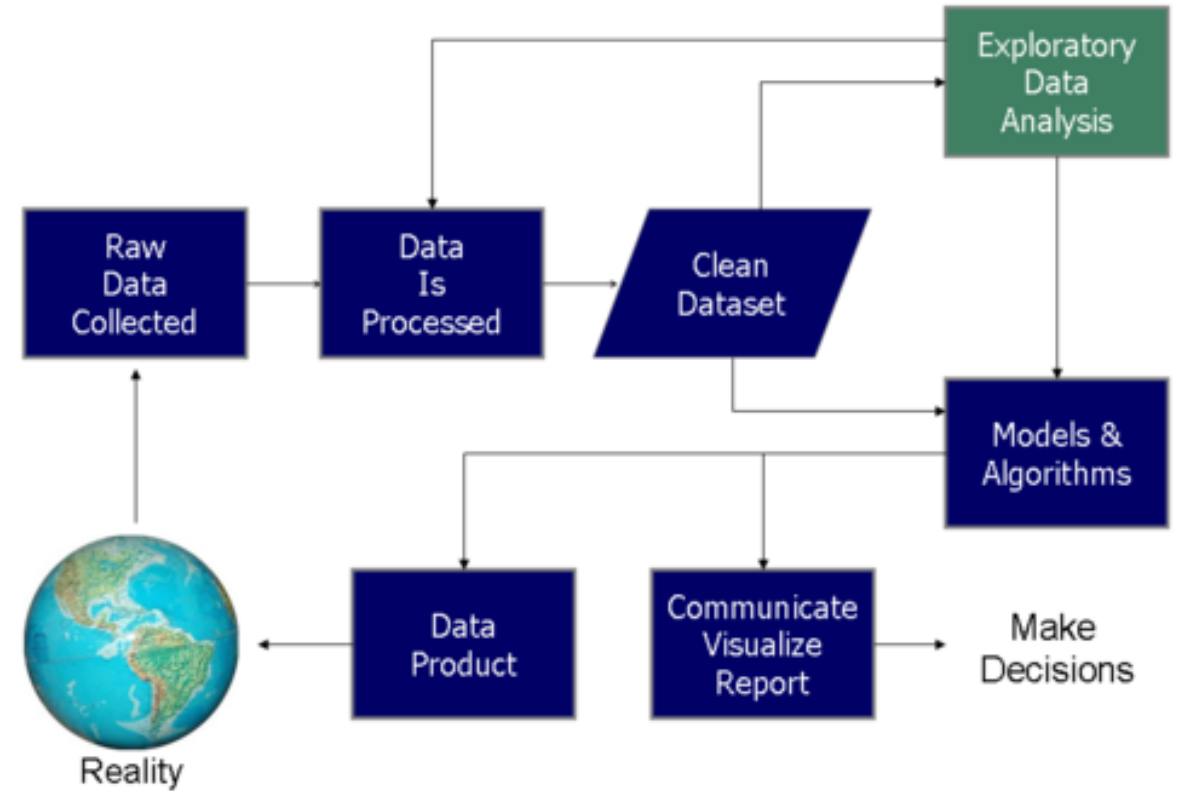 Exploratory
Data
Analysis
Raw
Data
Collected
Data
Is
Processed
Clean
Dataset
Models &
Algorithms
Data
Product
Communicate
Visualize
Report
Make
Decisions
Reality